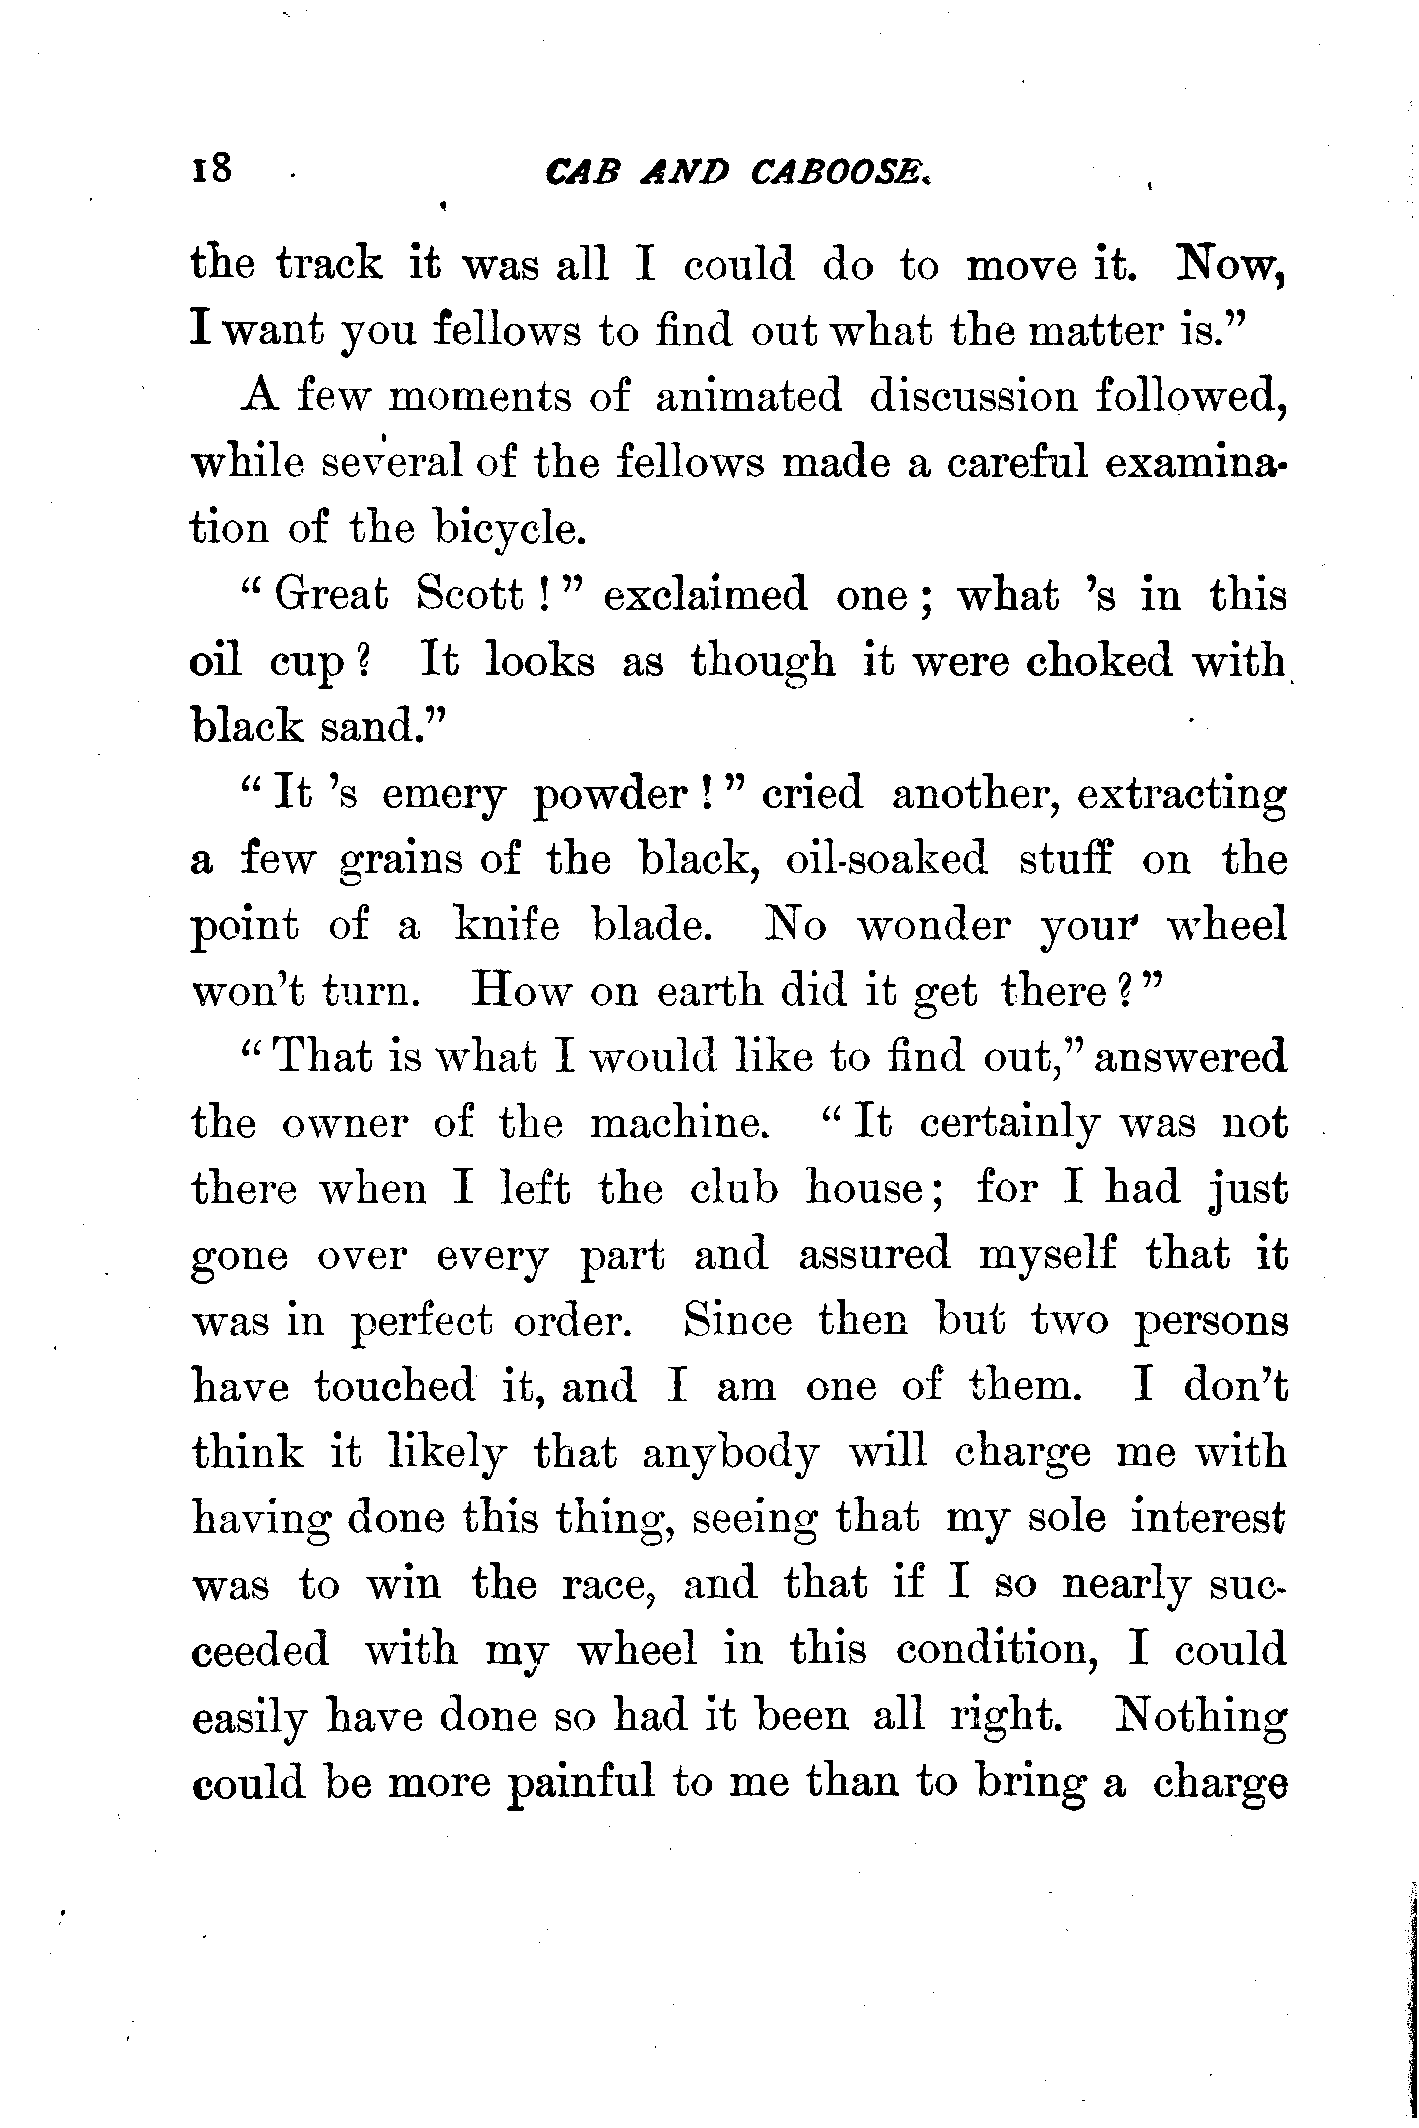 18 CAB AND CABOOSE.
the track it was all I could do to move it. Now,
I want you fellows to find out what the matter is.”
A few moments of animated discussion followed,
while several of the fellows made a careful examina-
tion of the bicycle.
“ Great Scott ! ” exclaimed one ; what 's in this
oil cup ? It looks as though it were choked with
black sand.”
“ It 's emery powder ! ” cried another, extracting
a few grains of the black, oil-soaked stuff on the
point of a knife blade. No wonder your wheel
won't turn. How on earth did it get there ? ”
“ That is what I would like to find out,” answered
the owner of the machine. “ It certainly was not
there when I left the club house ; for I had just
gone over every part and assured myself that it
was in perfect order. Since then but two persons
have touched it, and I am one of them. I don't
think it likely that anybody will charge me with
having done this thing, seeing that my sole interest
was to win the race, and that if I so nearly suc-
ceeded with my wheel in this condition, I could
easily have done so had it been all right. Nothing
could be more painful to me than to bring a charge